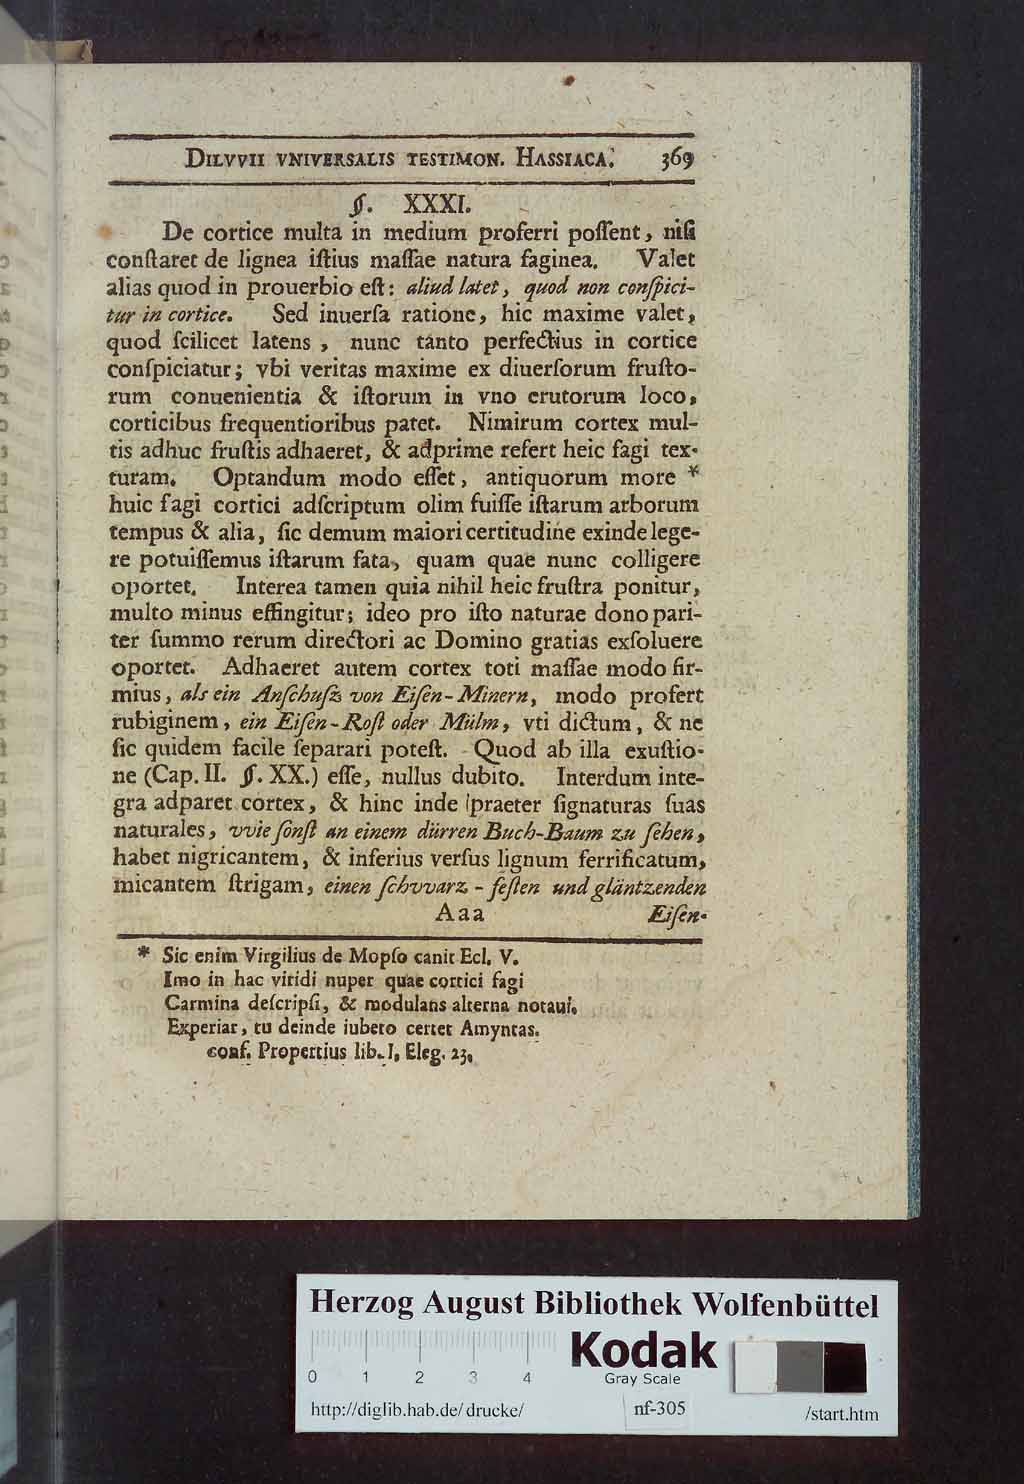 DILVVII VNIVERSALIS TESTIMON. HASSIACA. 369
§. XXXI.
De cortice multa in medium proferri poſſent, niſi
conſtaret de lignea iſtius maſſae natura faginea. Valet
alias quod in prouerbio eſt: aliud latet, quod non conſpici-
tur in cortice. Sed inuerſa ratione, hic maxime valet,
quod ſcilicet latens, nunc tanto perfectius in cortice
conſpiciatur; vbi veritas maxime ex diuerſorum fruſto-
rum conuenientia & iſtorum in vno erutorum loco,
corticibus frequentioribus patet. Nimirum cortex mul-
tis adhuc fruſtis adhaeret, & adprime refert heic fagi tex-
turam. Optandum modo eſſet, antiquorum more *
huic fagi cortici adſcriptum olim fuiſſe iſtarum arborum
tempus & alia, ſic demum maiori certitudine exinde lege-
re potuiſſemus iſtarum fata, quam quae nunc colligere
oportet. Interea tamen quia nihil heic fruſtra ponitur,
multo minus effingitur; ideo pro iſto naturae dono pari-
ter ſummo rerum directori ac Domino gratias exſoluere
oportet. Adhaeret autem cortex toti maſſae modo fir-
mius, als ein Anſchuſz von Eiſen-Minern, modo profert
rubiginem, ein Eiſen-Roſt oder Mülm, vti dictum, & ne
ſic quidem facile ſeparari poteſt. Quod ab illa exuſtio-
ne (Cap. II. §. XX.) eſſe, nullus dubito. Interdum inte-
gra adparet cortex, & hinc inde praeter ſignaturas ſuas
naturales, vvie ſonſt an einem dürren Buch-Baum zu ſehen,
habet nigricantem, & inferius verſus lignum ferrificatum,
micantem ſtrigam, einen ſchvvarz-feſten und gläntzenden
Aaa Eiſen-
* Sic enim Virgilius de Mopſo canit Ecl. V.
Imo in hac viridi nuper quae cortici fagi
Carmina deſcripſi, & modulans alterna notaui,
Experiar, tu deinde iubeto certet Amyntas.
conf. Propertius lib. I. Eleg. 23.
Herzog August Bibliothek Wolfenbüttel
0 1 2 3 4
Kodak
Gray Scale
http://diglib.hab.de/drucke/ nf-305 /start.htm